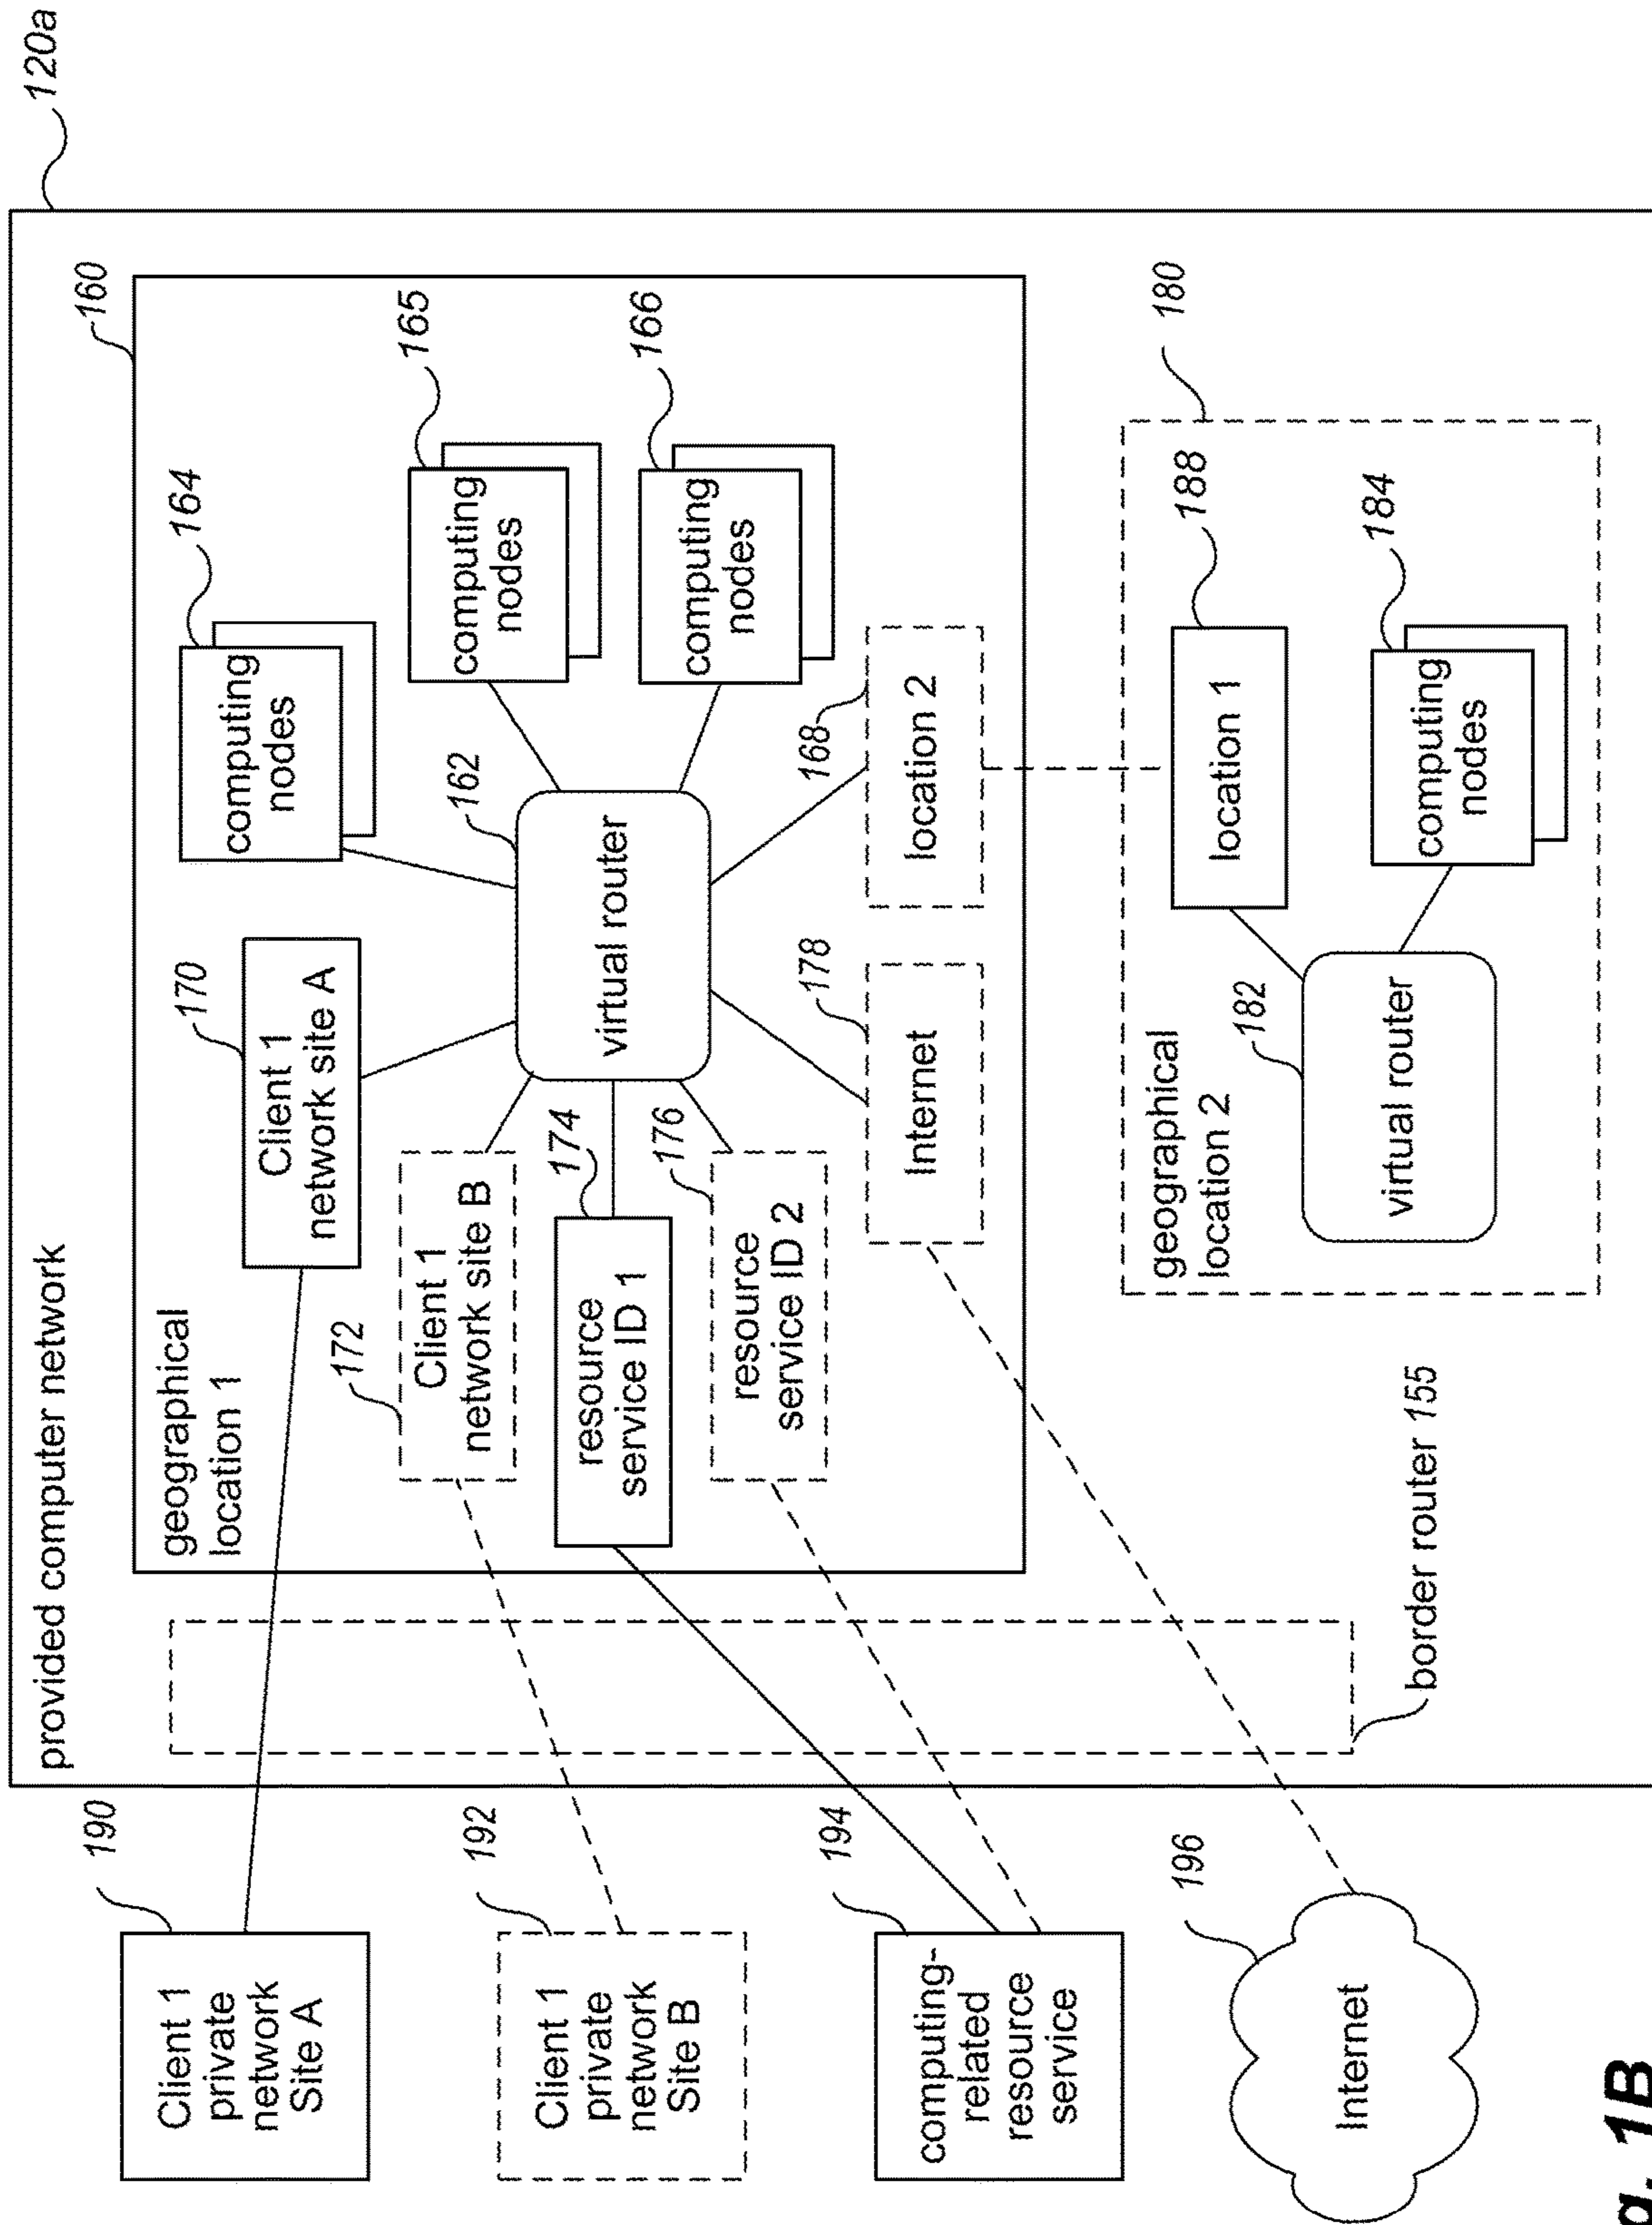 120a
provided computer network
160
geographical
location 1
190
Client 1
private
network
Site A
170
Client 1
network site A
164
computing
nodes
165
computing
nodes
166
computing
nodes
162
virtual router
172
Client 1
network site B
174
resource
service ID 1
176
resource
service ID 2
178
Internet
168
location 2
192
Client 1
private
network
Site B
194
computing-
related
resource
service
196
Internet
border router 155
180
geographical
location 2
182
virtual router
188
location 1
184
computing
nodes
g. 1B